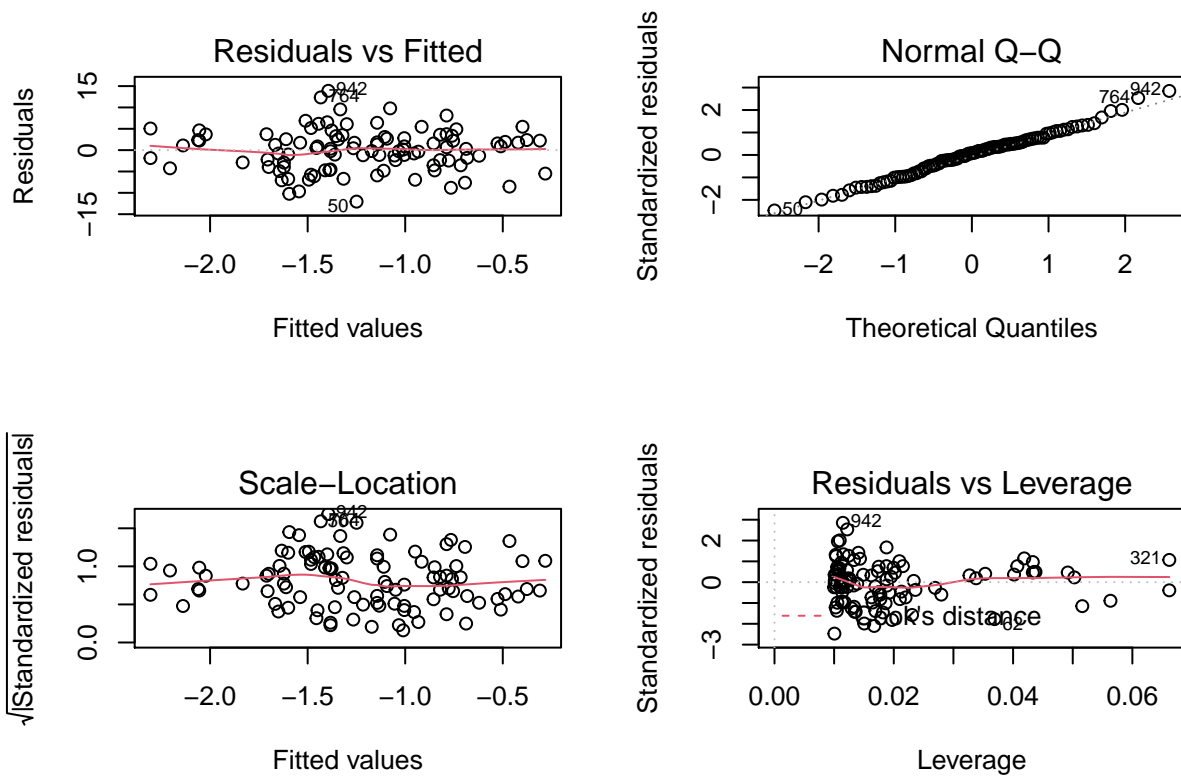 Residuals vs Fitted
Residuals
15
0
−15
942
764
50
−2.0 −1.5 −1.0 −0.5
Fitted values
Normal Q−Q
Standardized residuals
2
0
−2
764 942
50
−2 −1 0 1 2
Theoretical Quantiles
Scale−Location
√|Standardized residuals|
1.0
0.0
942
−2.0 −1.5 −1.0 −0.5
Fitted values
Residuals vs Leverage
Standardized residuals
2
0
−3
942
321
62
Cook's distance
0.00 0.02 0.04 0.06
Leverage